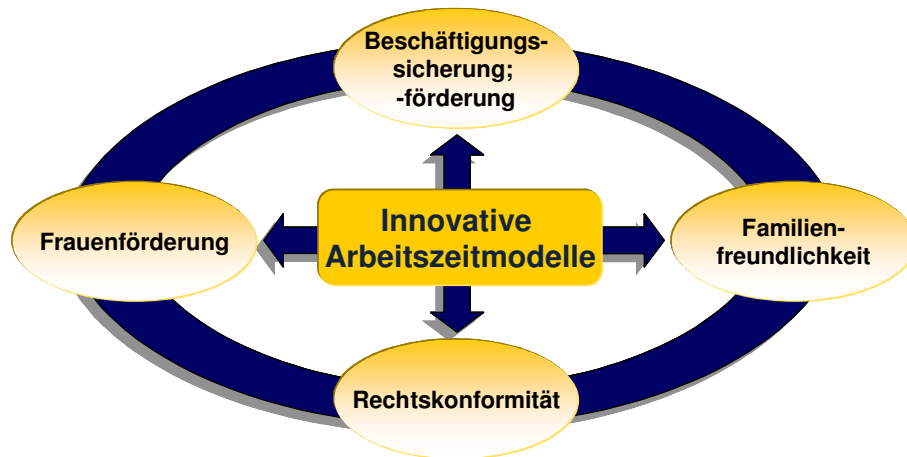 Beschäftigungs-
sicherung;
-förderung
Frauenförderung
Innovative
Arbeitszeitmodelle
Familien-
freundlichkeit
Rechtskonformität